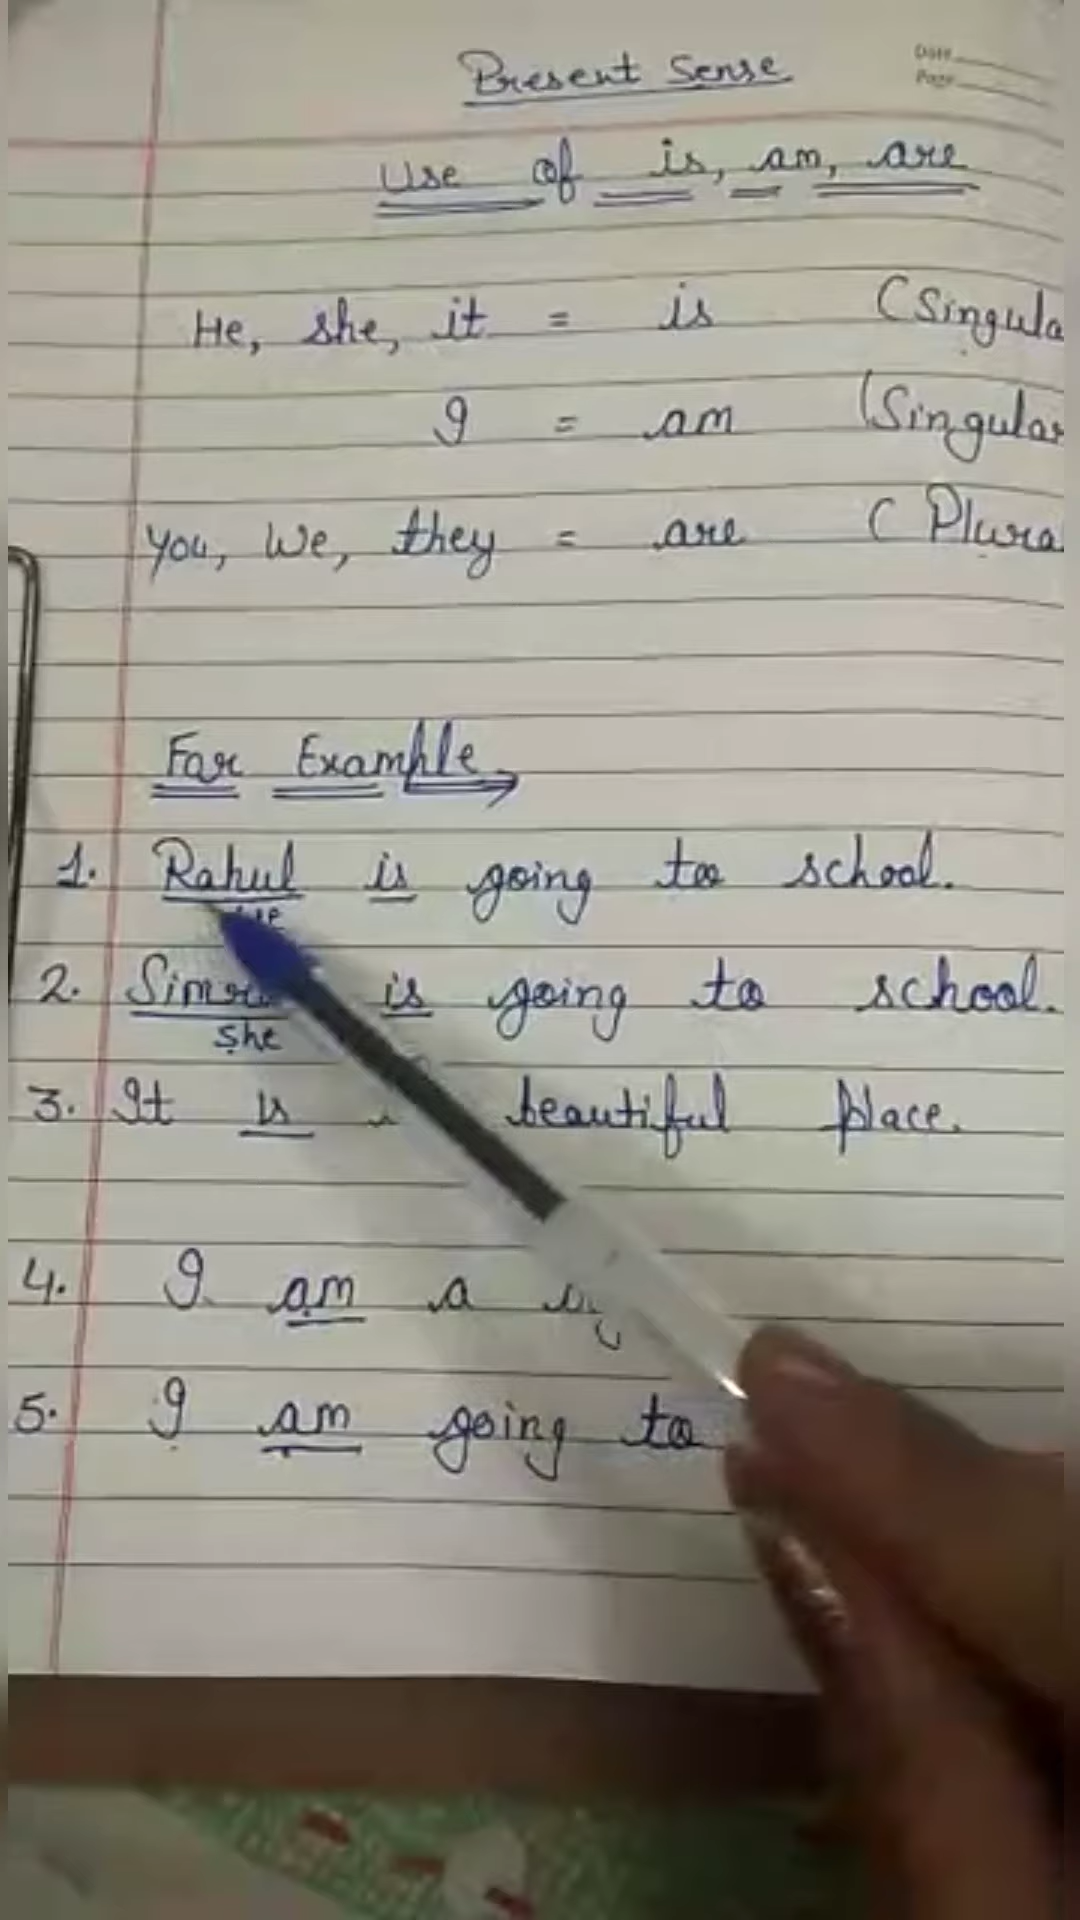 Present Sense
Date
Page
Use of is, am, are
He, she, it = is (Singula
I = am (Singular
You, We, they = are (Plura
For Example
1. Rahul is going to school.
2. is going to school.
she
3. It is beautiful place.
4. I am a
5. I am going to